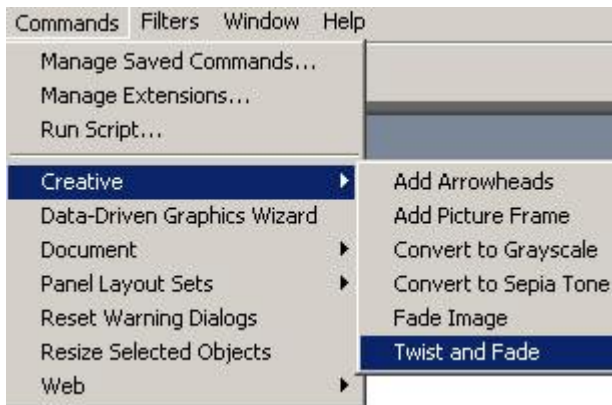 Commands Filters Window Help
Manage Saved Commands...
Manage Extensions...
Run Script...
Creative
Data-Driven Graphics Wizard
Document
Panel Layout Sets
Reset Warning Dialogs
Resize Selected Objects
Web
Add Arrowheads
Add Picture Frame
Convert to Grayscale
Convert to Sepia Tone
Fade Image
Twist and Fade